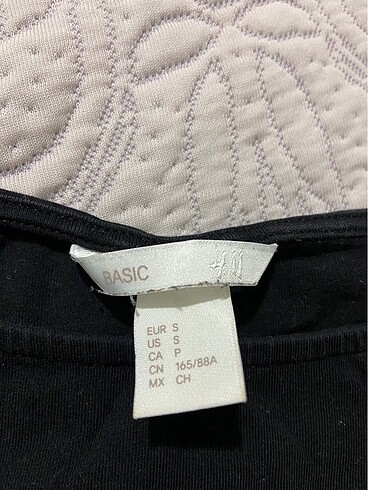 BASIC
EUR S
US S
CA P
CN 165/88A
MX CH